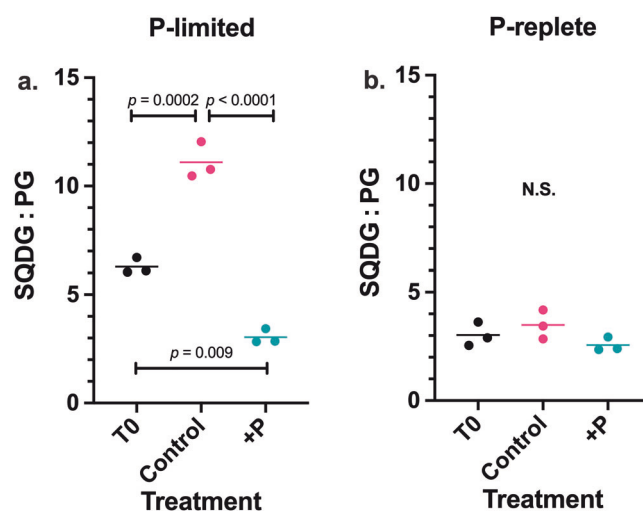 P-limited
a.
SQDG : PG
15
10
5
0
p = 0.0002
p < 0.0001
p = 0.009
T0
Control
+P
Treatment
P-replete
b.
SQDG : PG
15
10
5
0
N.S.
T0
Control
+P
Treatment